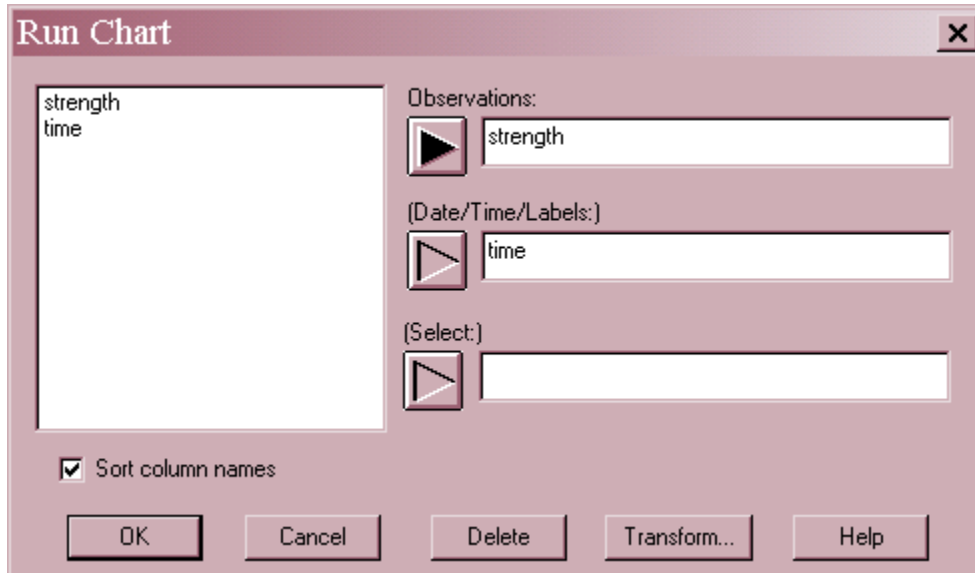 Run Chart
strength
time
Observations:
strength
(Date/Time/Labels:)
time
(Select:)
Sort column names
OK Cancel Delete Transform... Help